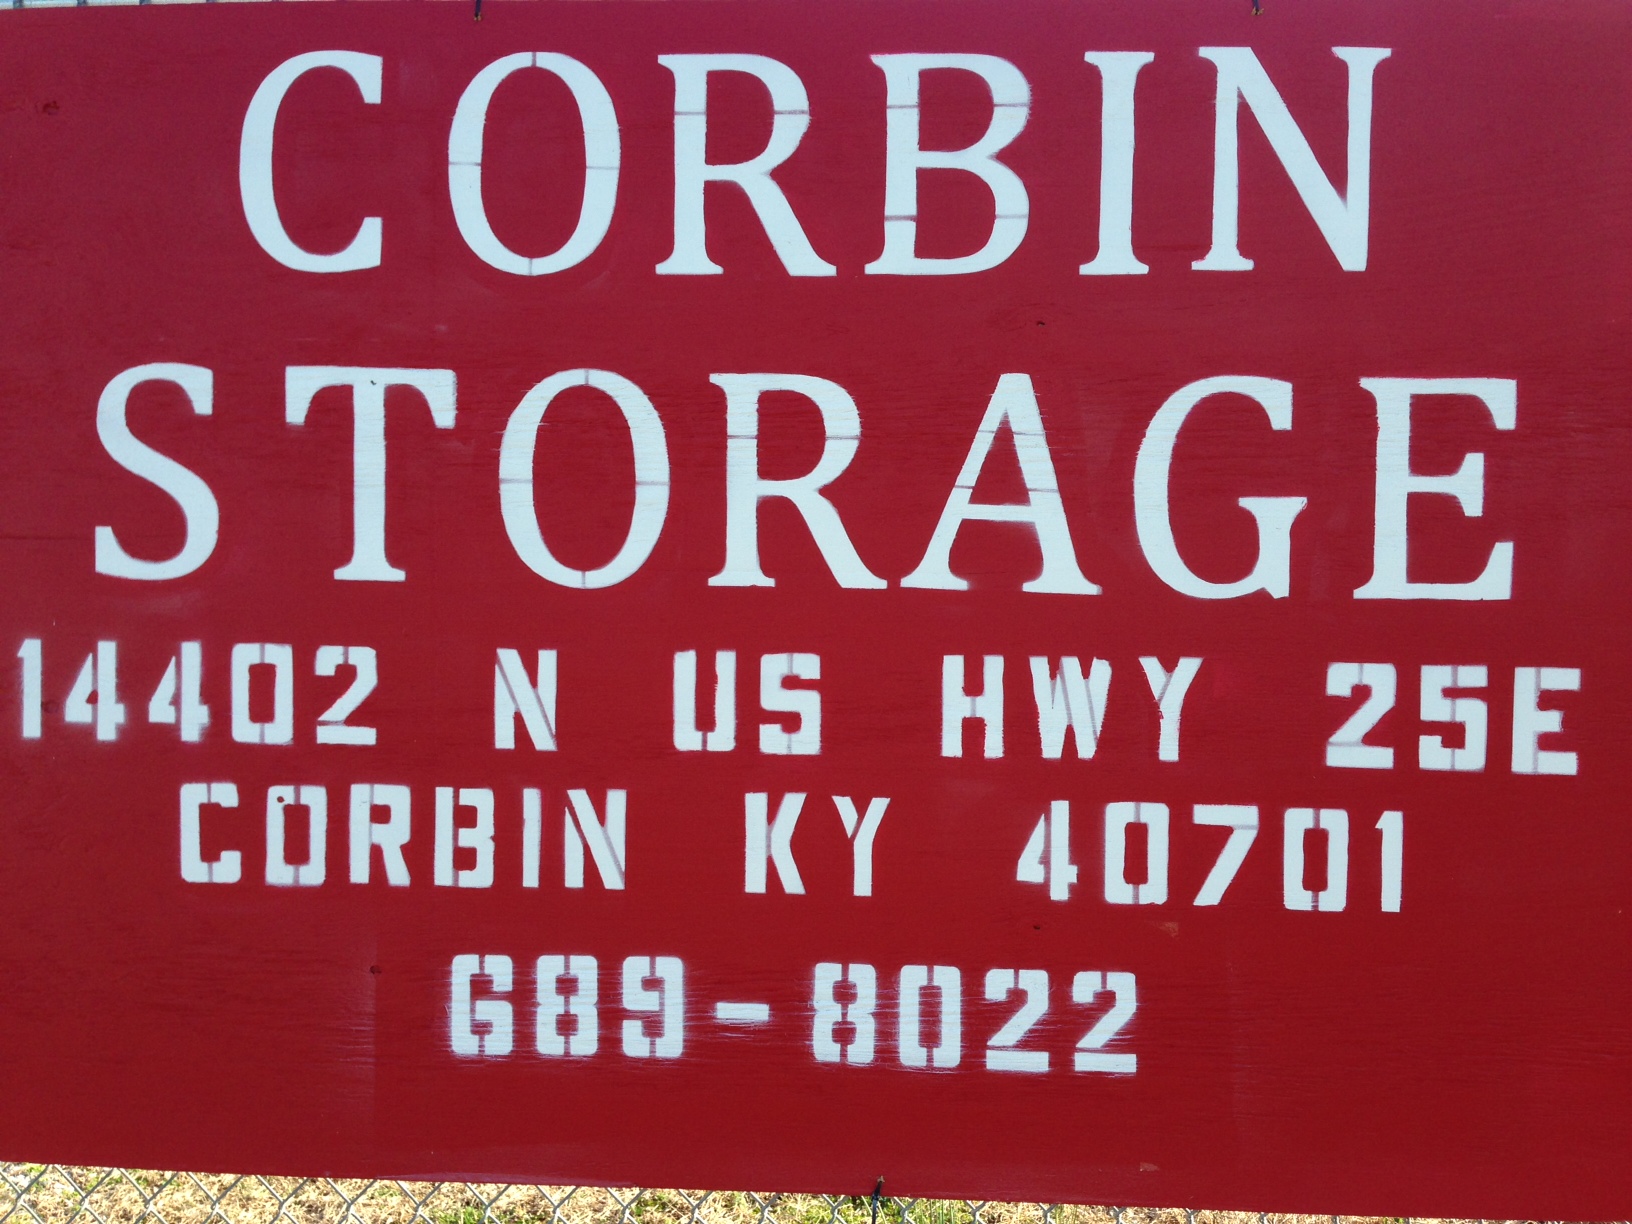 CORBIN
STORAGE
14402 N US HWY 25E
CORBIN KY 40701
689-8022